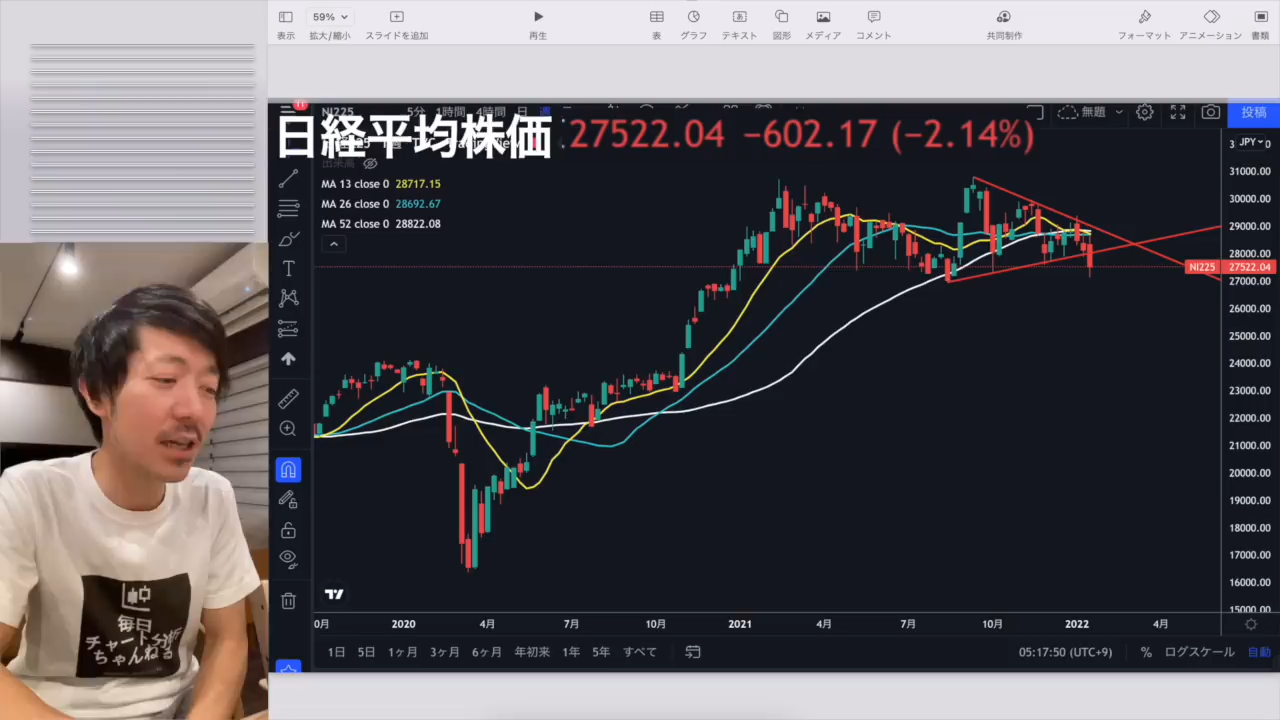 59%
表示
拡大/縮小
スライドを追加
再生
表
グラフ
テキスト
図形
メディア
コメント
共同制作
フォーマット
アニメーション
書類
11
NI225
5分
1時間
4時間
日
週
無題
投稿
日経平均株価
27522.04 −602.17 (−2.14%)
JPY
出来高
MA 13 close 0 28717.15
MA 26 close 0 28692.67
MA 52 close 0 28822.08
31000.00
30000.00
29000.00
28000.00
NI225 27522.04
27000.00
26000.00
25000.00
24000.00
23000.00
22000.00
21000.00
20000.00
19000.00
18000.00
17000.00
16000.00
15000.00
0月
2020
4月
7月
10月
2021
4月
7月
10月
2022
4月
1日
5日
1ヶ月
3ヶ月
6ヶ月
年初来
1年
5年
すべて
05:17:50 (UTC+9)
%
ログスケール
自動
毎日
チャート分析
ちゃんねる